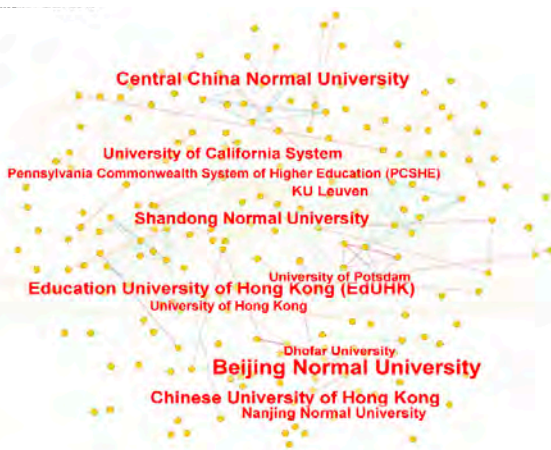 Central China Normal University
University of California System
Pennsylvania Commonwealth System of Higher Education (PCSHE)
KU Leuven
Shandong Normal University
University of Potsdam
Education University of Hong Kong (EdUHK)
University of Hong Kong
Dhofar University
Beijing Normal University
Chinese University of Hong Kong
Nanjing Normal University